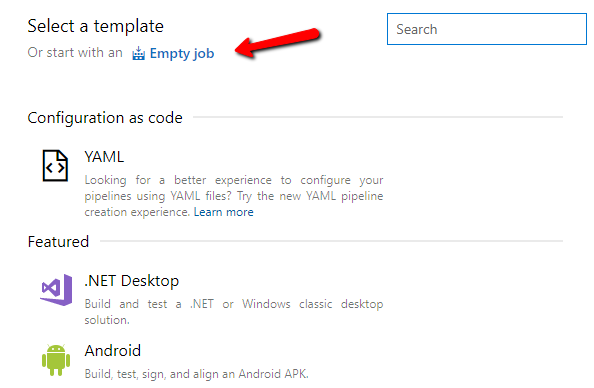 Select a template
Search
Or start with an Empty job
Configuration as code
YAML
Looking for a better experience to configure your
pipelines using YAML files? Try the new YAML pipeline
creation experience. Learn more
Featured
.NET Desktop
Build and test a .NET or Windows classic desktop
solution.
Android
Build, test, sign, and align an Android APK.